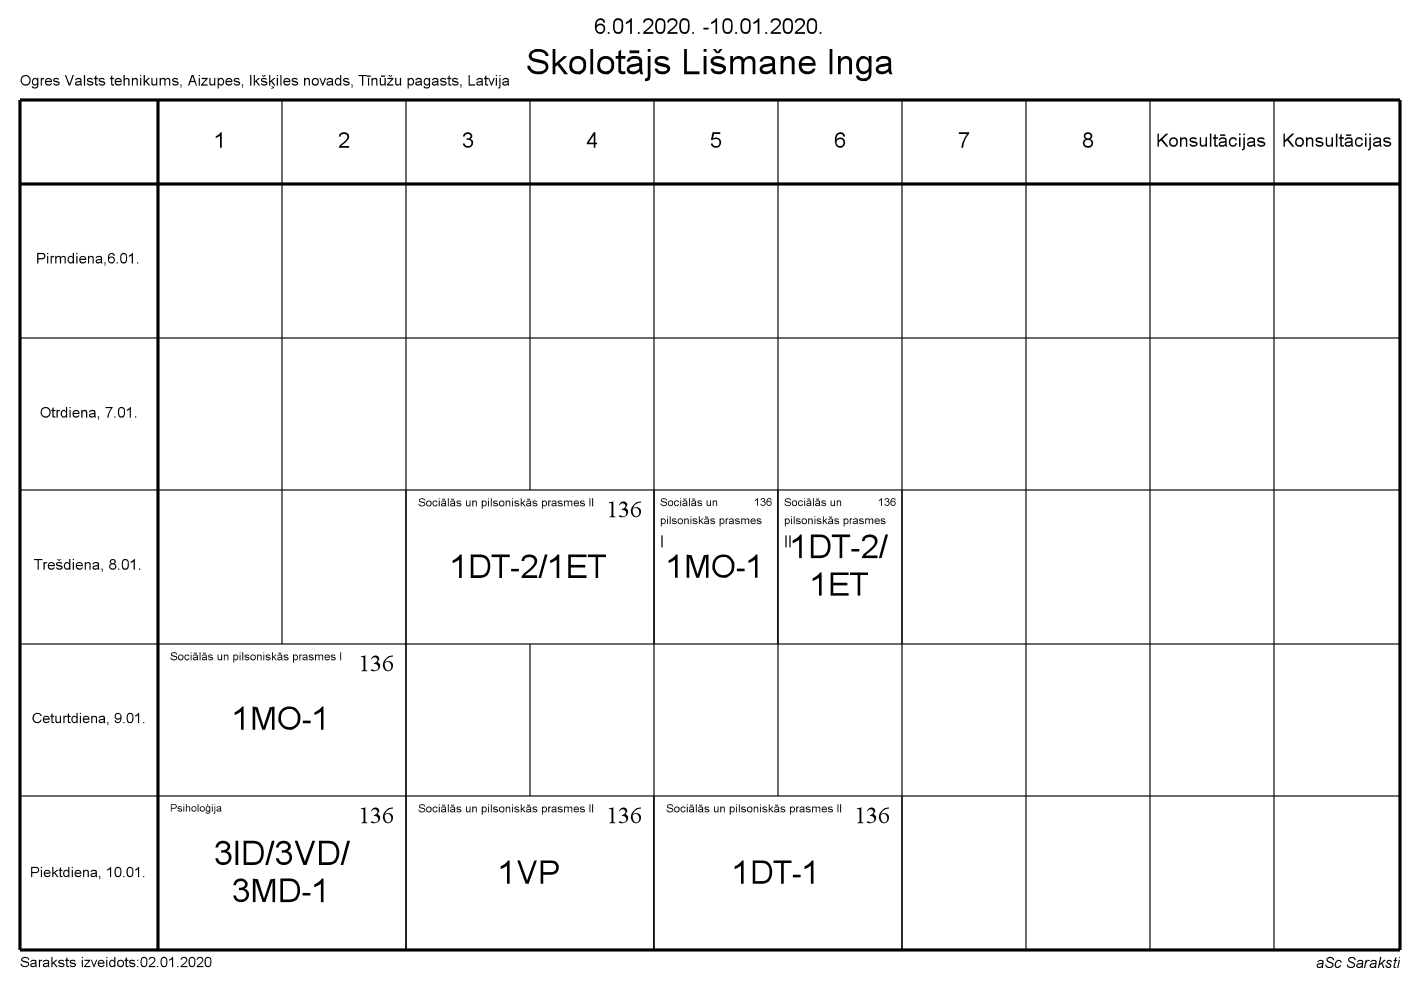 6.01.2020. -10.01.2020.
Skolotājs Lišmane Inga
Ogres Valsts tehnikums, Aizupes, Ikšķiles novads, Tīnūžu pagasts, Latvija
1 2 3 4 5 6 7 8 Konsultācijas Konsultācijas
Pirmdiena,6.01.
Otrdiena, 7.01.
Trešdiena, 8.01.
Sociālās un pilsoniskās prasmes II 136
1DT-2/1ET
Sociālās un 136
pilsoniskās prasmes
I
1MO-1
Sociālās un 136
pilsoniskās prasmes
II
1DT-2/
1ET
Ceturtdiena, 9.01.
Sociālās un pilsoniskās prasmes I 136
1MO-1
Piektdiena, 10.01.
Psiholoģija 136
3ID/3VD/
3MD-1
Sociālās un pilsoniskās prasmes II 136
1VP
Sociālās un pilsoniskās prasmes II 136
1DT-1
Saraksts izveidots:02.01.2020
aSc Saraksti